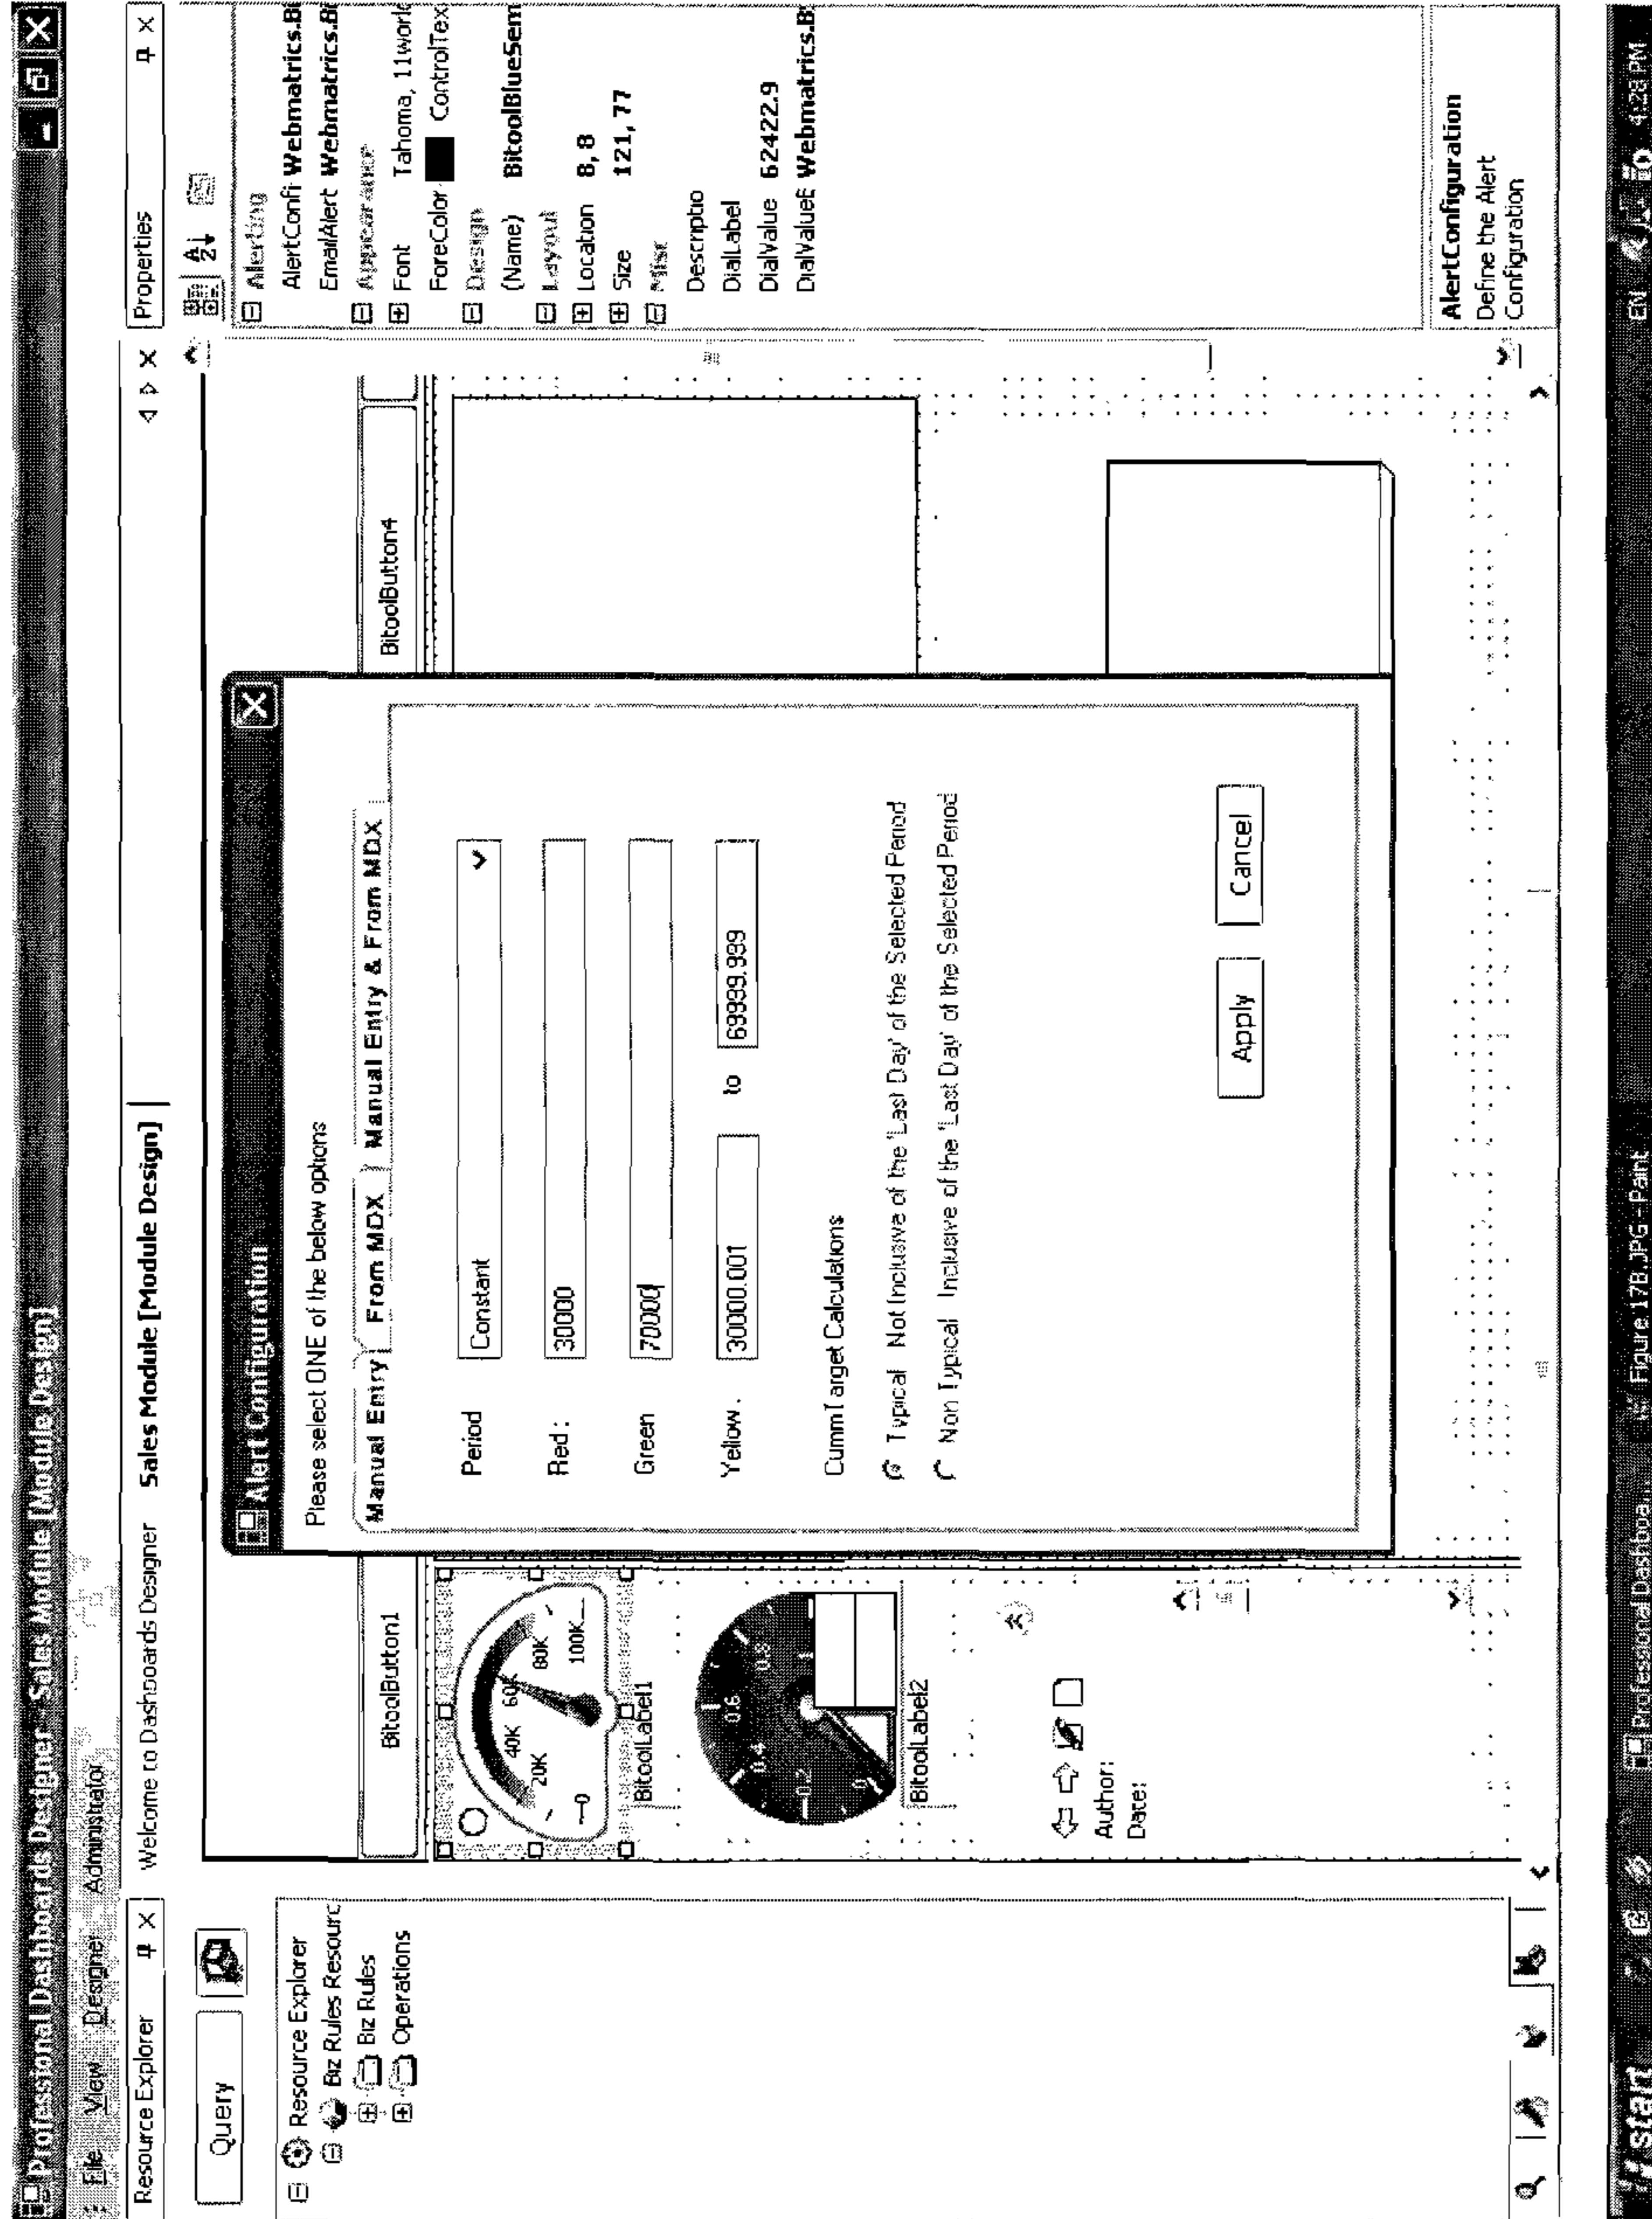 Professional Dashboards Designer - Sales Module [Module Design]
File View Designer Administrator
Resource Explorer
Welcome to Dashboards Designer Sales Module [Module Design]
Properties
Query
Resource Explorer
Biz Rules Resourc
Biz Rules
Operations
BitoolButton1
BitoolButton4
20K
40K
60K
80K
100K
0
BitoolLabel1
0
0.2
0.4
0.6
0.8
1
BitoolLabel2
Author:
Date:
Alert Configuration
Please select ONE of the below options
Manual Entry From MDX Manual Entry & From MDX
Period Constant
Red: 30000
Green 70000
Yellow. 30000.001 to 69999.999
CummTarget Calculations
Typical Not Inclusive of the 'Last Day' of the Selected Period
Non Typical Inclusive of the 'Last Day' of the Selected Period
Apply Cancel
Alerting
AlertConfi Webmatrics.Bi
EmailAlert Webmatrics.Bi
Appearance
Font Tahoma, 11world
ForeColor ControlTex
Design
(Name) BitoolBlueSem
Layout
Location 8, 8
Size 121, 77
Misc
Descriptio
DialLabel
DialValue 62422.9
DialValueE Webmatrics.B
AlertConfiguration
Define the Alert
Configuration
start
Professional Dashboa...
Figure 17B.JPG - Paint
EN
4:28 PM